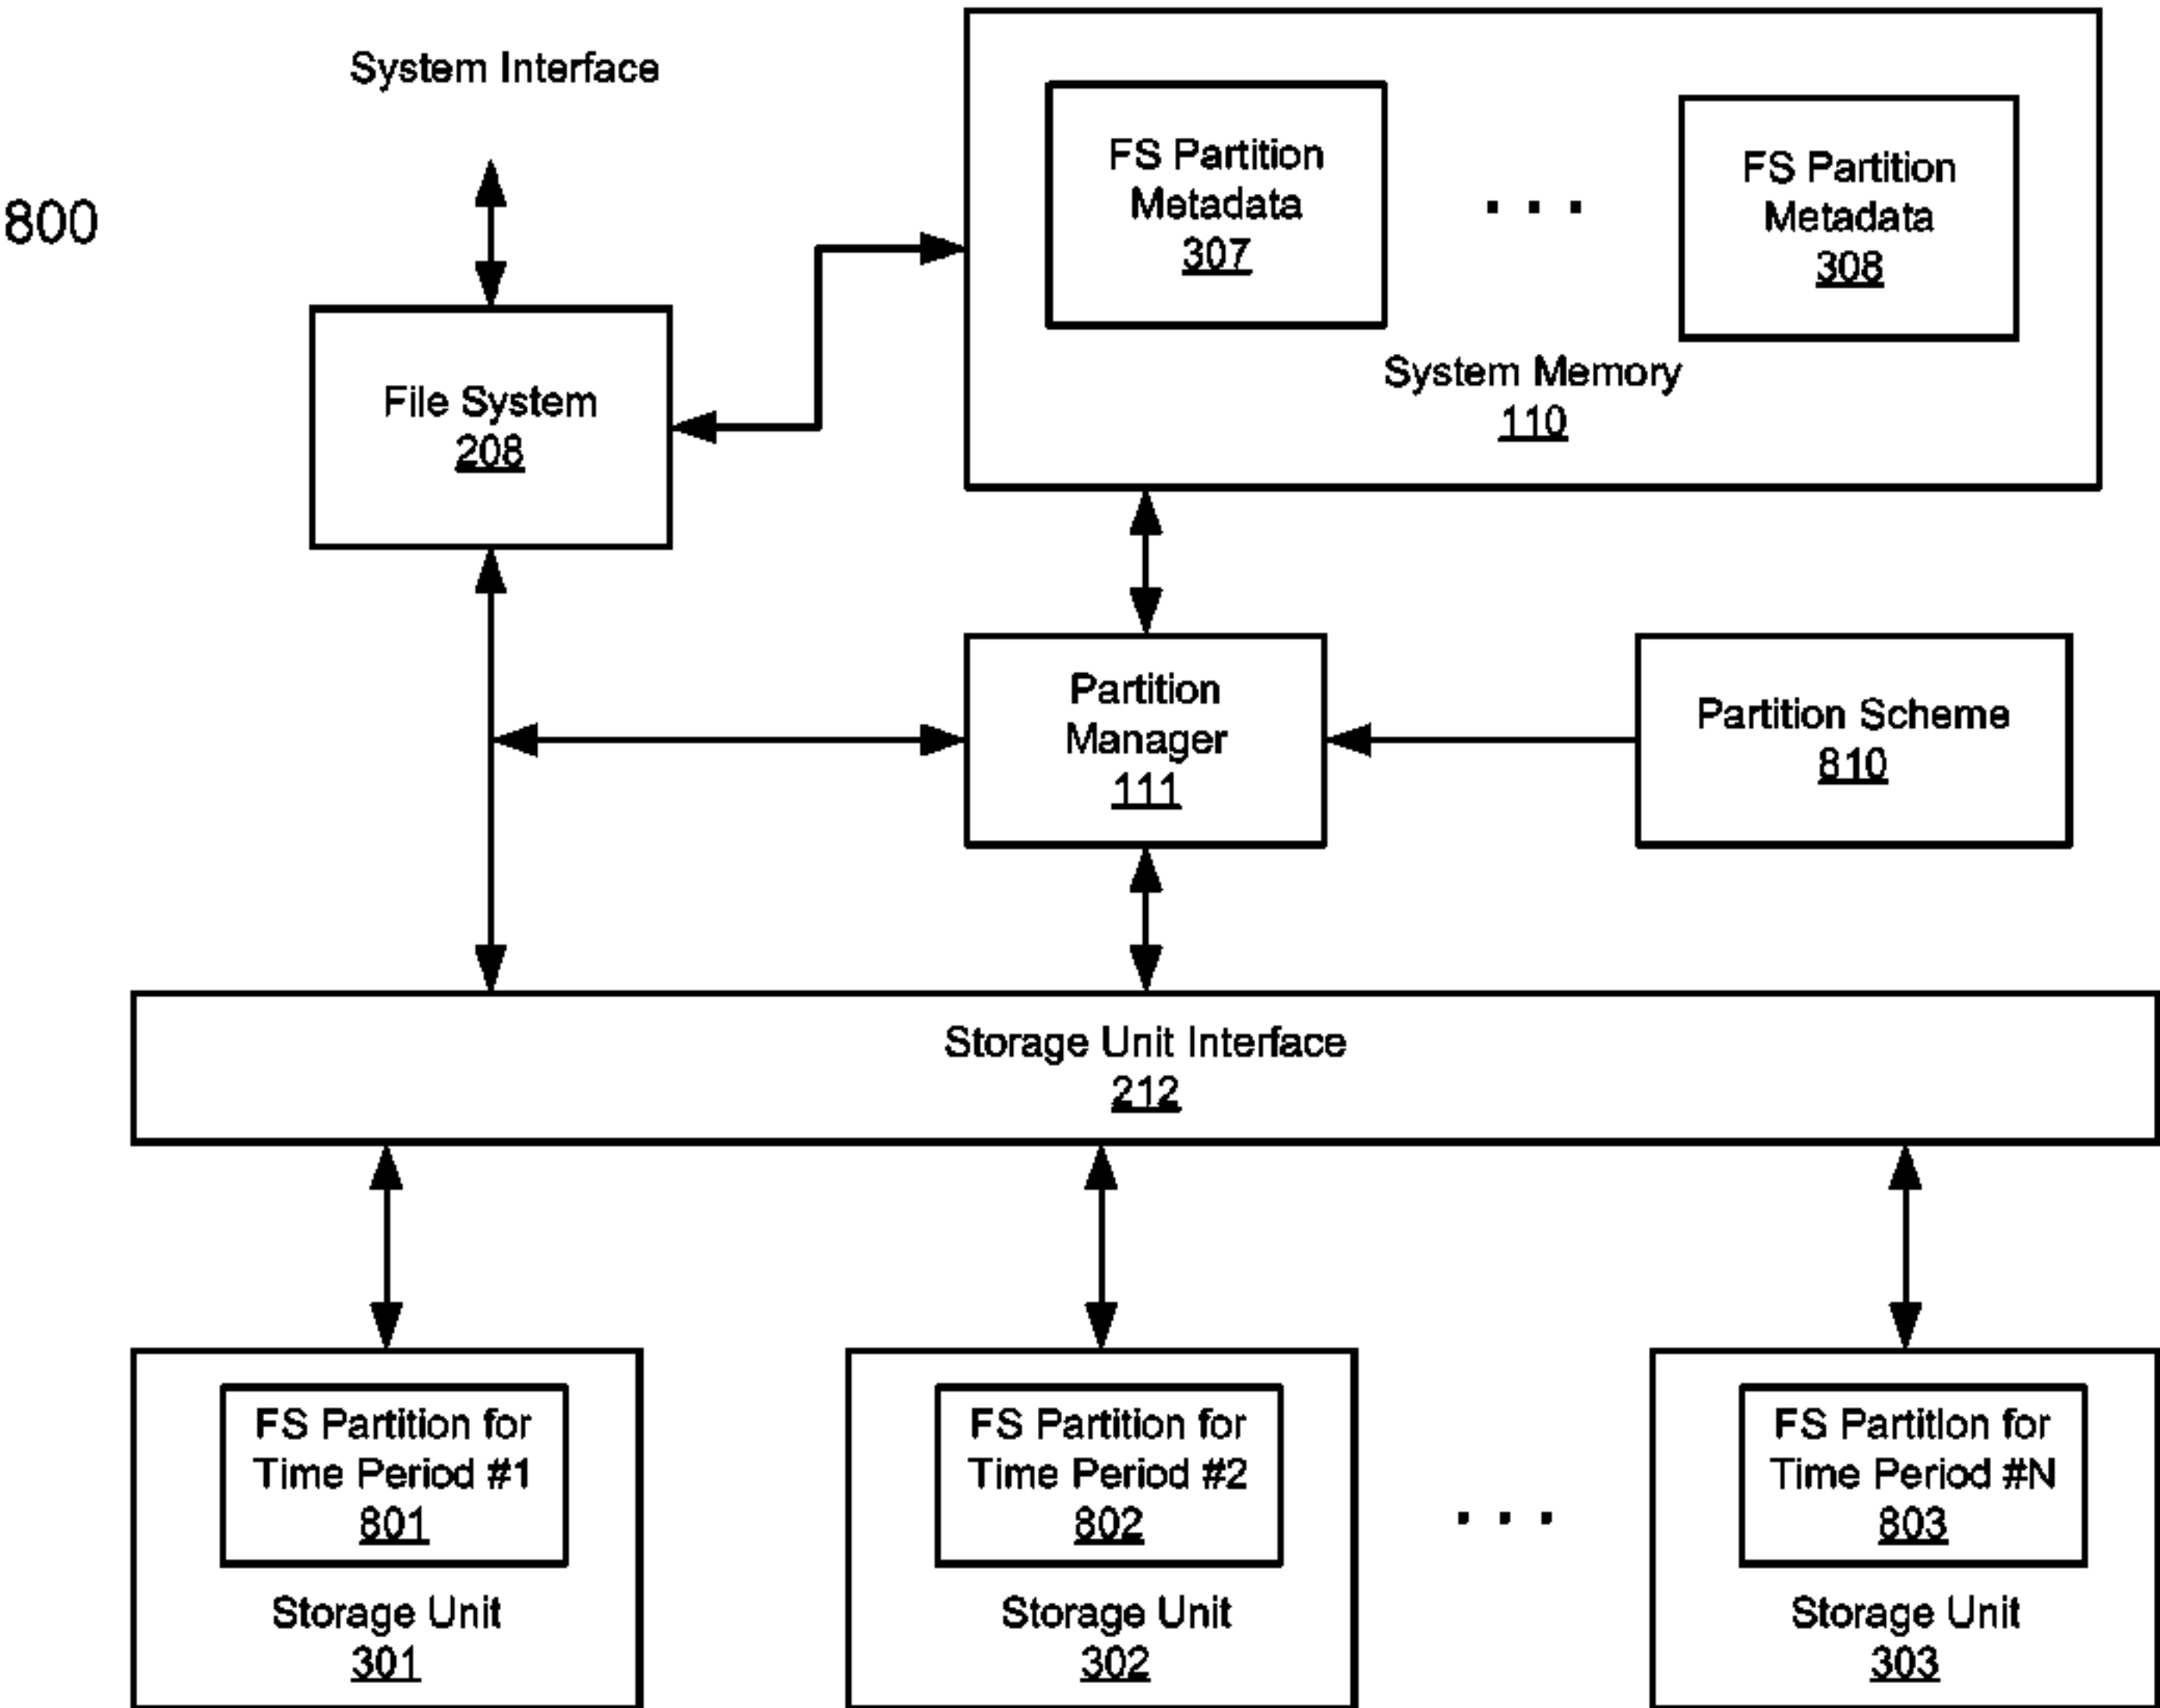 System Interface
800
FS Partition
Metadata
307
. . .
FS Partition
Metadata
308
System Memory
110
File System
208
Partition
Manager
111
Partition Scheme
810
Storage Unit Interface
212
FS Partition for
Time Period #1
801
Storage Unit
301
FS Partition for
Time Period #2
802
Storage Unit
302
. . .
FS Partition for
Time Period #N
803
Storage Unit
303